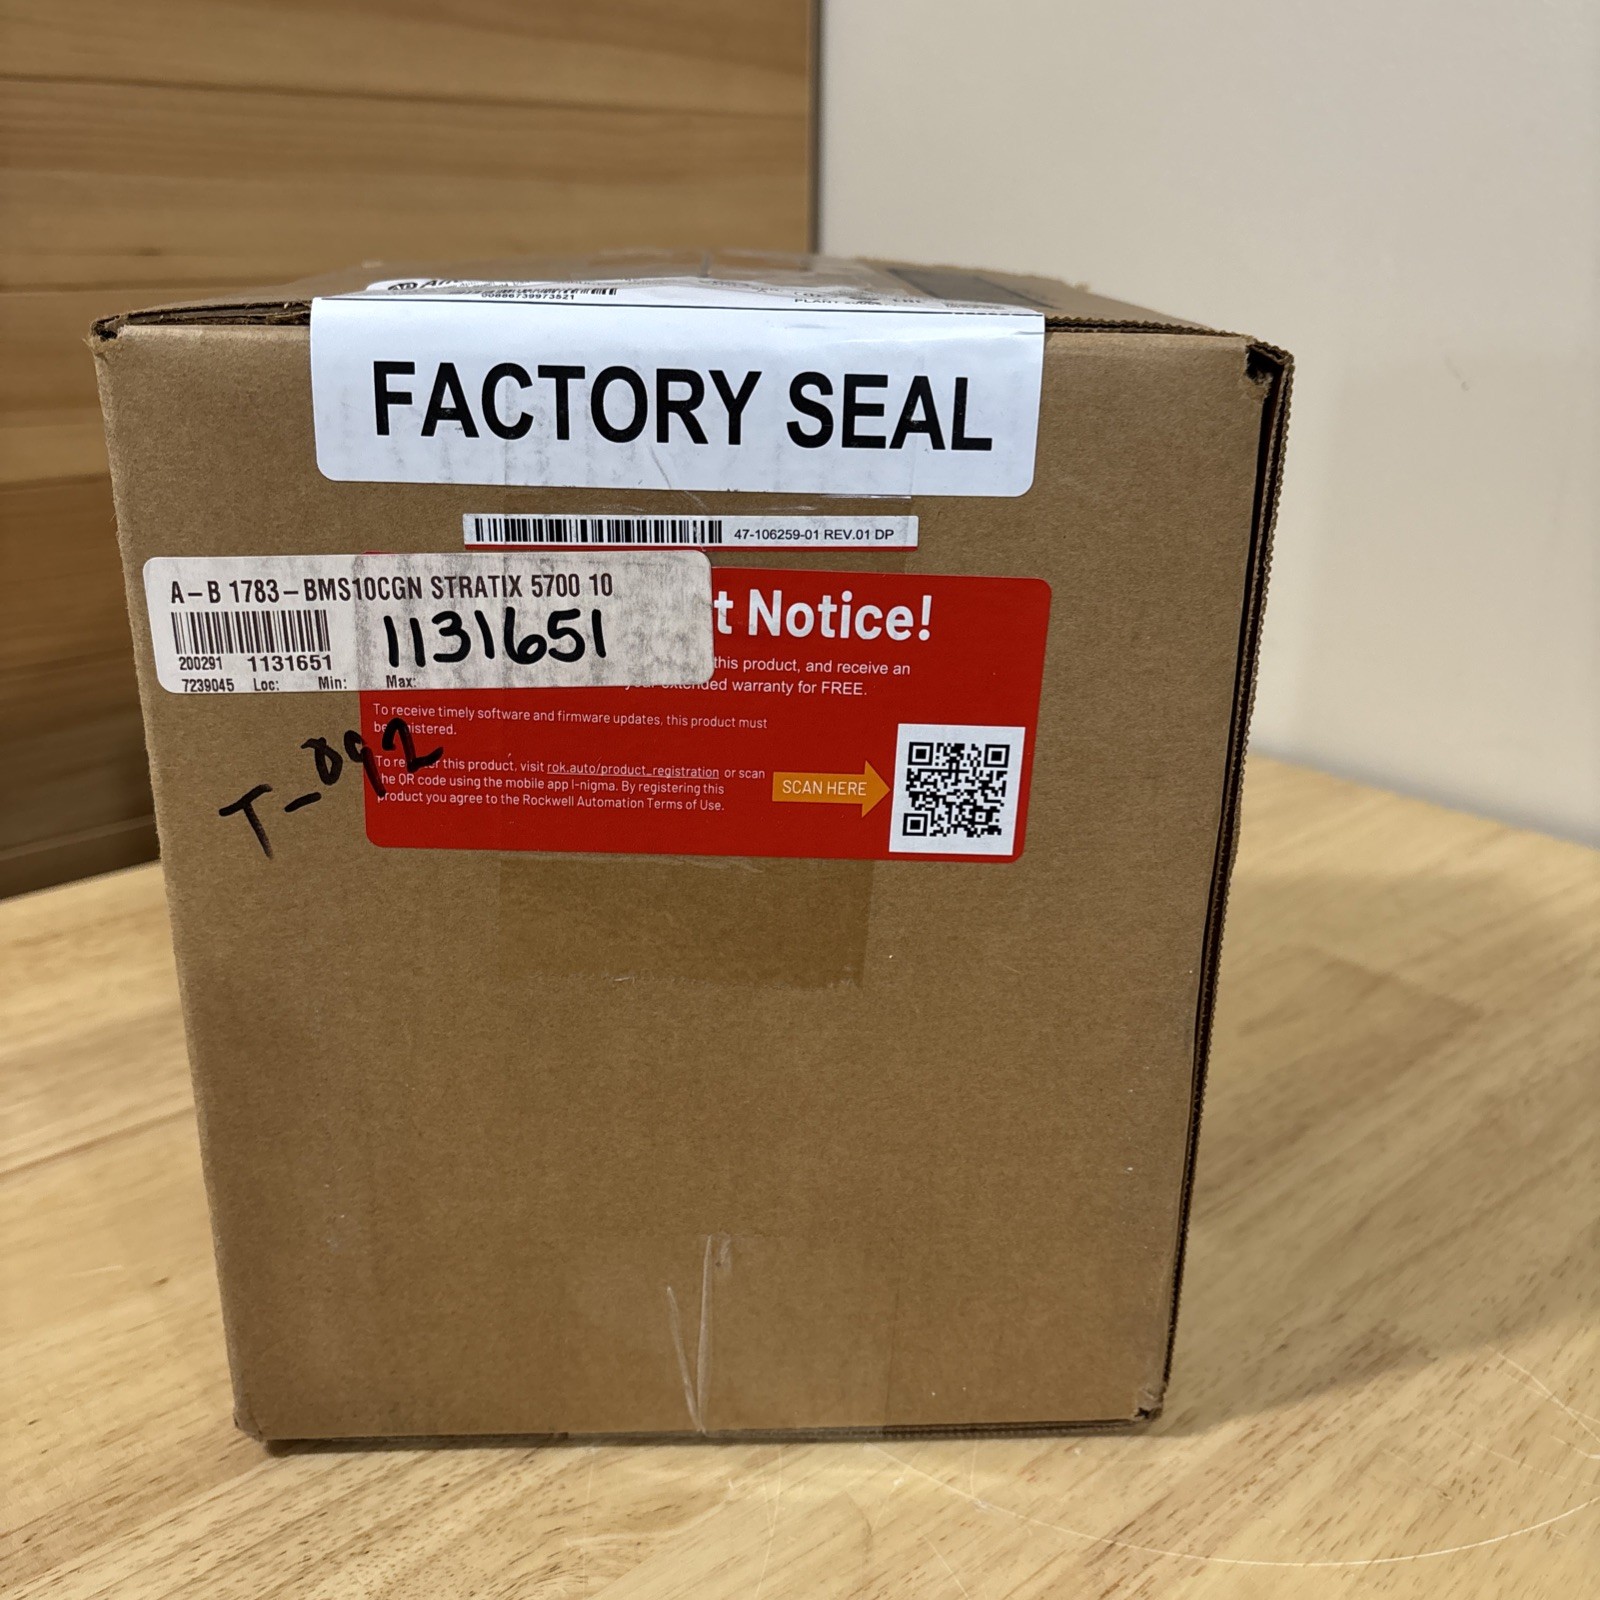 00886739973521
FACTORY SEAL
47-106259-01 REV.01 DP
A-B 1783-BMS10CGN STRATIX 5700 10
200291 1131651
1131651
7239045 Loc: Min: Max:
t Notice!
this product, and receive an
extended warranty for FREE.
To receive timely software and firmware updates, this product must
be registered.
To register this product, visit rok.auto/product_registration or scan
the QR code using the mobile app I-nigma. By registering this
product you agree to the Rockwell Automation Terms of Use.
SCAN HERE
T-092